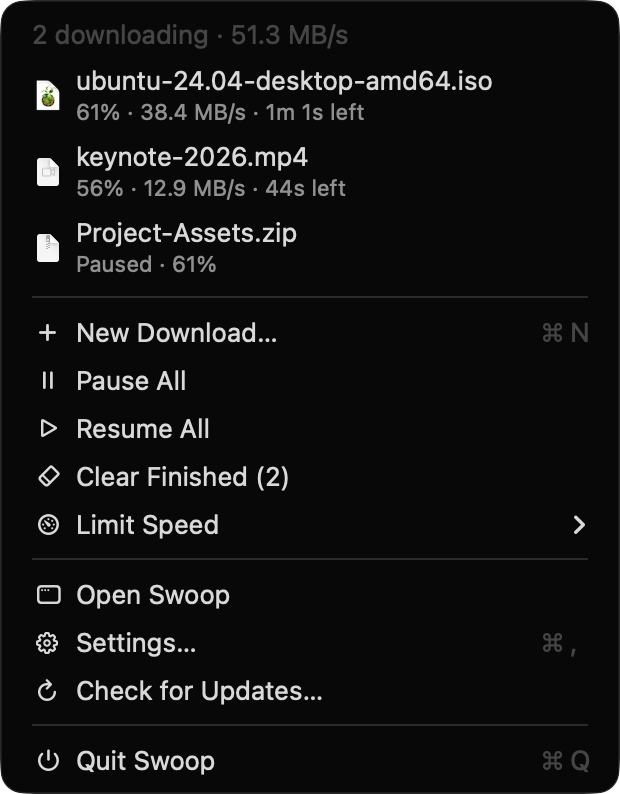 2 downloading · 51.3 MB/s
ubuntu-24.04-desktop-amd64.iso
61% · 38.4 MB/s · 1m 1s left
keynote-2026.mp4
56% · 12.9 MB/s · 44s left
Project-Assets.zip
Paused · 61%
New Download… ⌘ N
Pause All
Resume All
Clear Finished (2)
Limit Speed
Open Swoop
Settings… ⌘ ,
Check for Updates…
Quit Swoop ⌘ Q